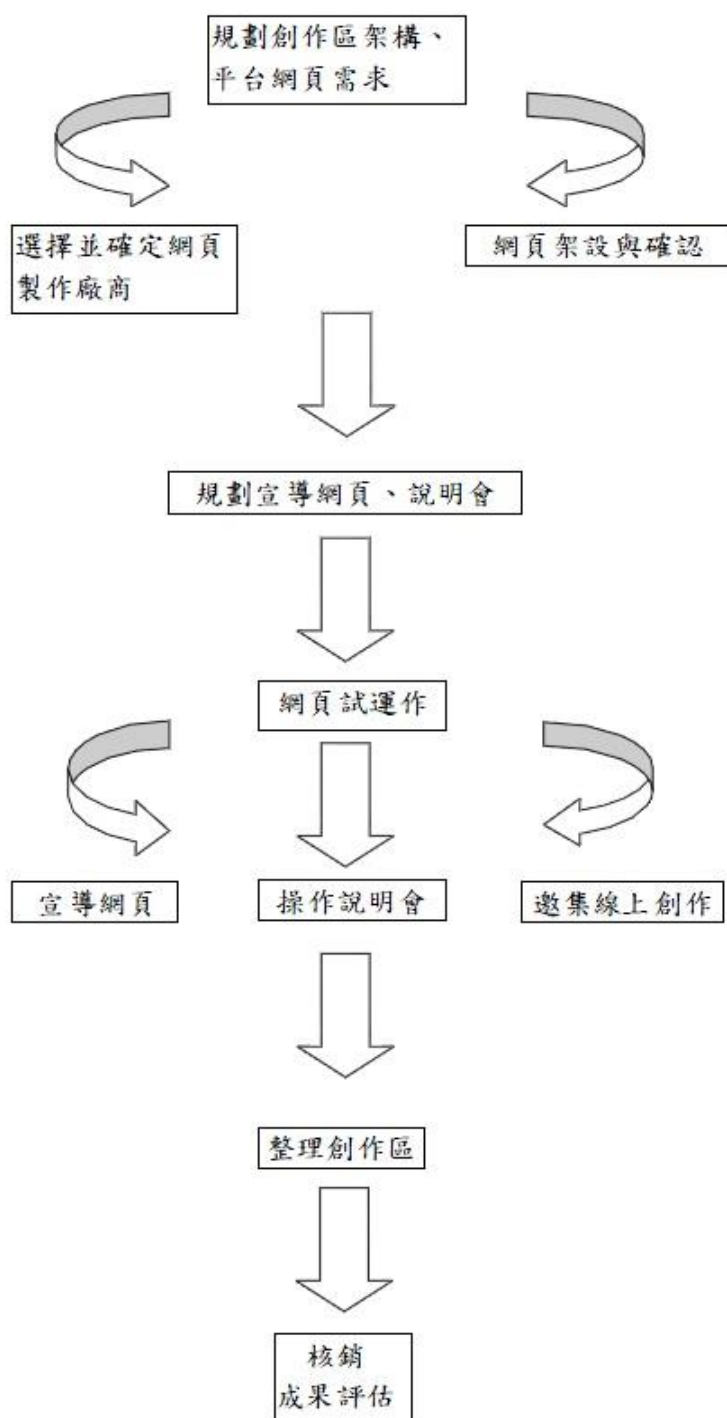 規劃創作區架構、
平台網頁需求
選擇並確定網頁
製作廠商
網頁架設與確認
規劃宣導網頁、說明會
網頁試運作
宣導網頁
操作說明會
邀集線上創作
整理創作區
核銷
成果評估